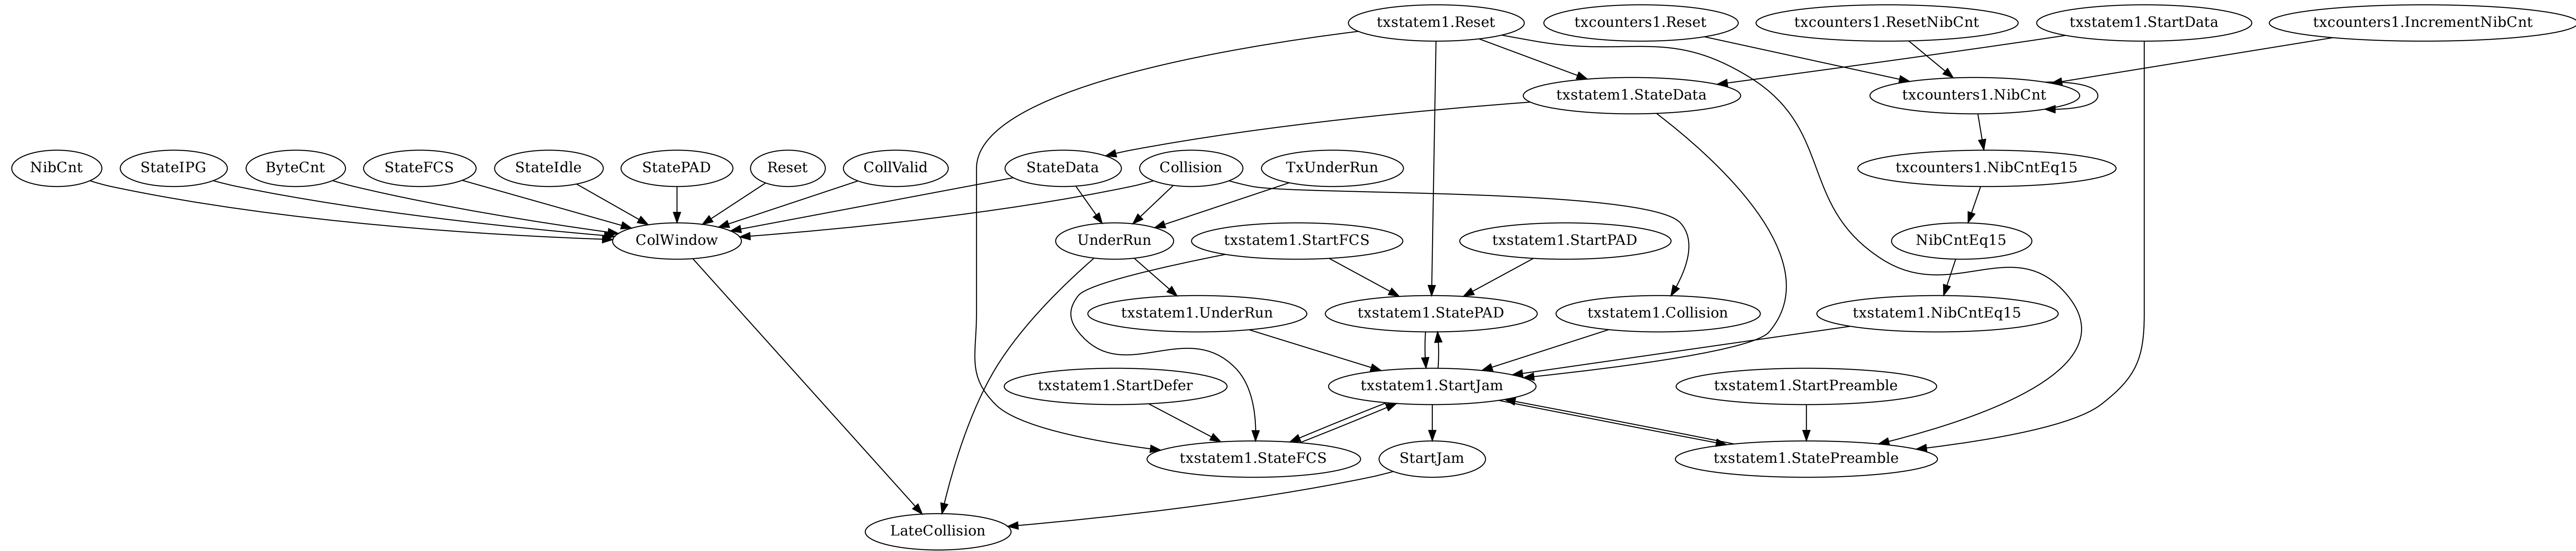 txstatem1.Reset
txcounters1.Reset
txcounters1.ResetNibCnt
txstatem1.StartData
txcounters1.IncrementNibCnt
txstatem1.StateData
txcounters1.NibCnt
NibCnt
StateIPG
ByteCnt
StateFCS
StateIdle
StatePAD
Reset
CollValid
StateData
Collision
TxUnderRun
txcounters1.NibCntEq15
ColWindow
UnderRun
txstatem1.StartFCS
txstatem1.StartPAD
NibCntEq15
txstatem1.UnderRun
txstatem1.StatePAD
txstatem1.Collision
txstatem1.NibCntEq15
txstatem1.StartDefer
txstatem1.StartJam
txstatem1.StartPreamble
txstatem1.StateFCS
StartJam
txstatem1.StatePreamble
LateCollision